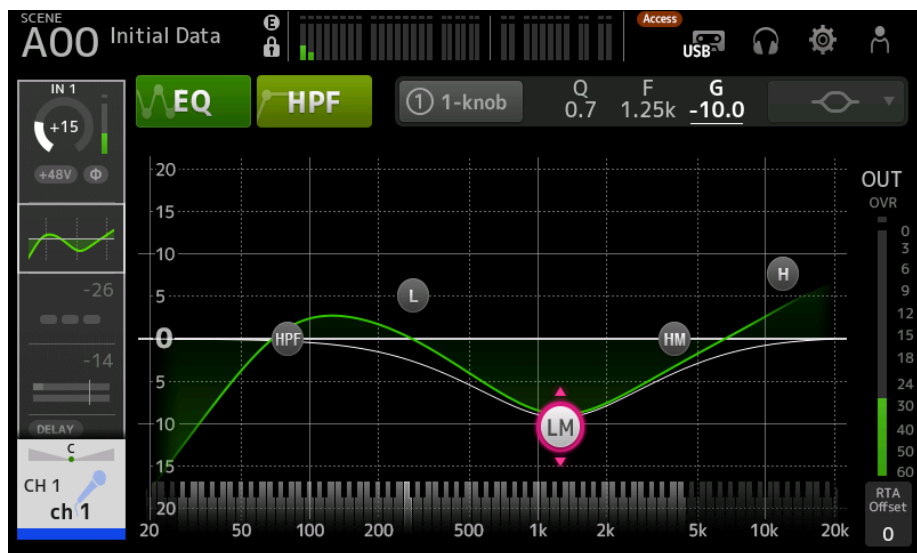 SCENE
A00 Initial Data
E
Access
USB
IN 1
+15
+48V Φ
-26
-14
DELAY
C
CH 1
ch 1
EQ
HPF
1 1-knob
Q F G
0.7 1.25k -10.0
20
15
10
5
0
5
10
15
20
HPF
L
LM
HM
H
20 50 100 200 500 1k 2k 5k 10k 20k
OUT
OVR
0
3
6
9
12
15
18
24
30
40
50
60
RTA
Offset
0